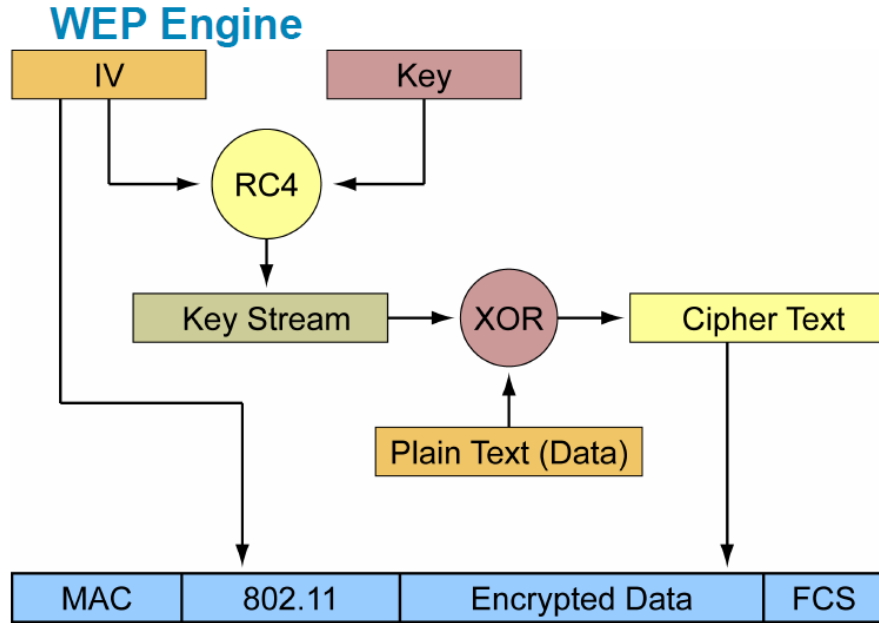 WEP Engine
IV
Key
RC4
Key Stream
XOR
Cipher Text
Plain Text (Data)
MAC
802.11
Encrypted Data
FCS